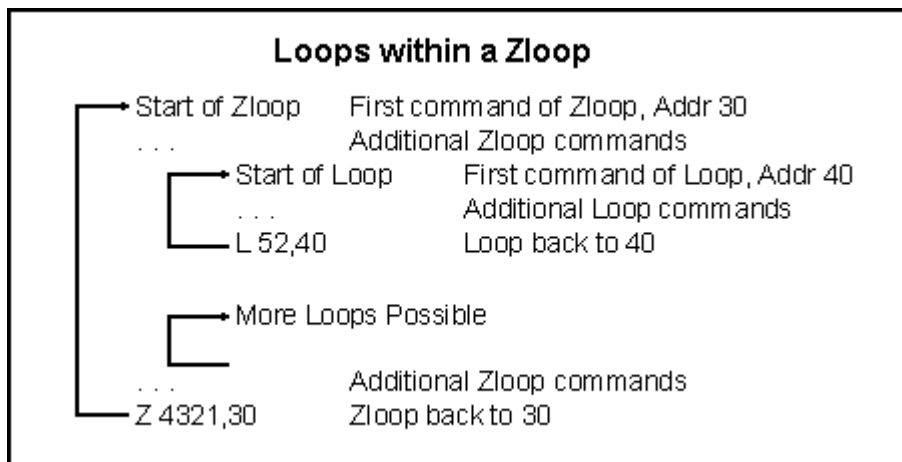 Loops within a Zloop
Start of Zloop First command of Zloop, Addr 30
. . . Additional Zloop commands
Start of Loop First command of Loop, Addr 40
. . . Additional Loop commands
L 52,40 Loop back to 40
More Loops Possible
. . . Additional Zloop commands
Z 4321,30 Zloop back to 30